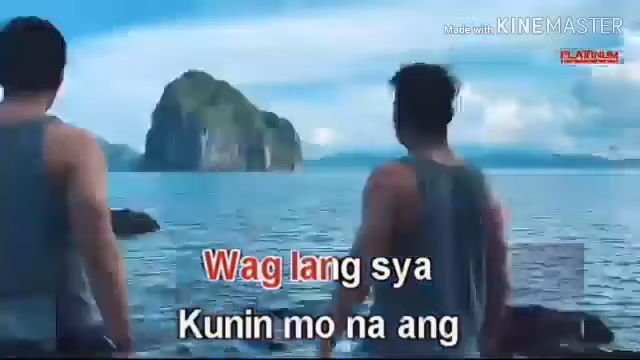 Made with KINEMASTER
PLATINUM
Wag lang sya
Kunin mo na ang